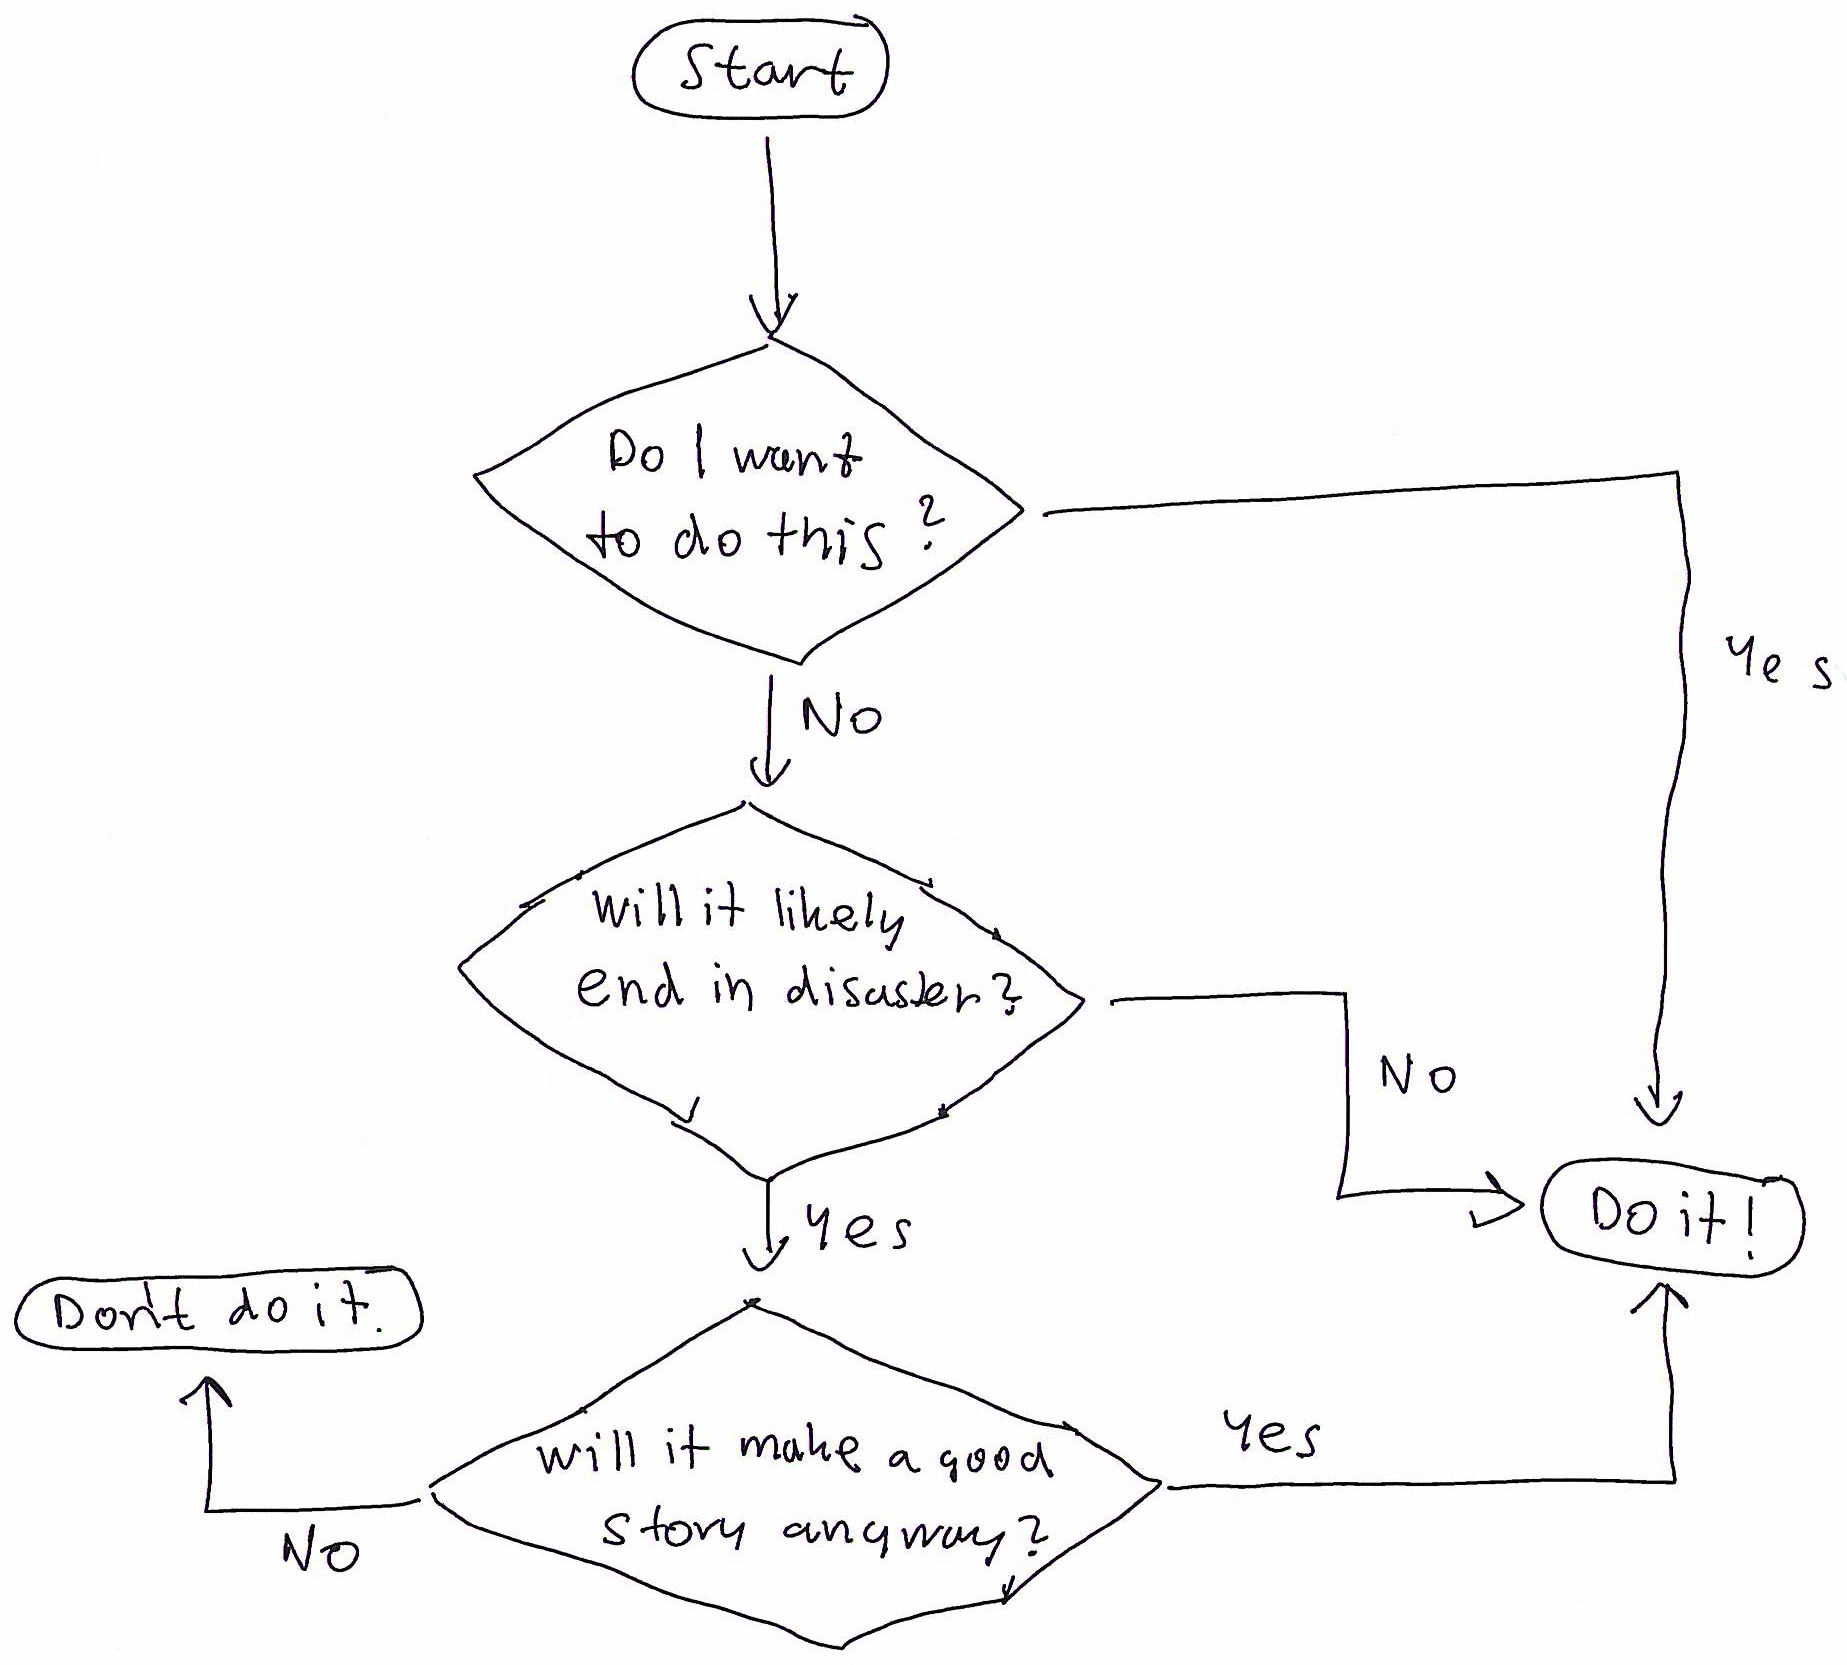 Start
Do I want
to do this?
Yes
No
Will it likely
end in disaster?
No
Do it!
Yes
Don't do it.
Will it make a good
story anyway?
Yes
No